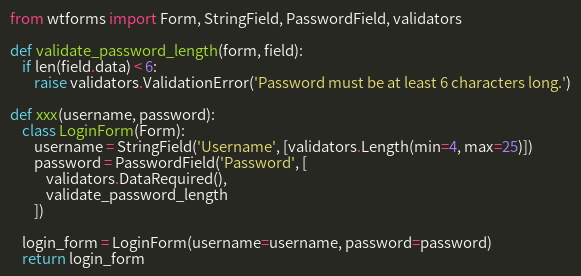 from wtforms import Form, StringField, PasswordField, validators

def validate_password_length(form, field):
    if len(field.data) < 6:
        raise validators.ValidationError('Password must be at least 6 characters long.')

def xxx(username, password):
    class LoginForm(Form):
        username = StringField('Username', [validators.Length(min=4, max=25)])
        password = PasswordField('Password', [
            validators.DataRequired(),
            validate_password_length
        ])

    login_form = LoginForm(username=username, password=password)
    return login_form